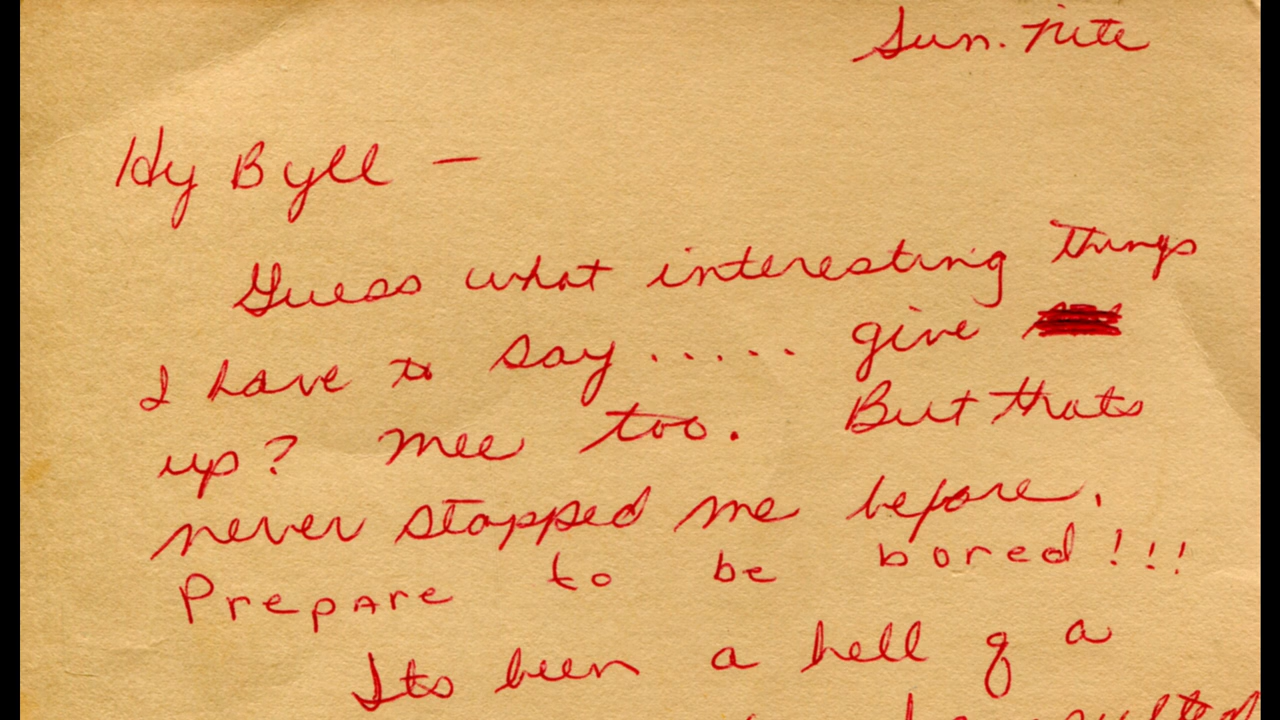 Sun. Nite
Hy Byll —
Guess what interesting things
I have to say..... give
up? Mee too. But thats
never stopped me before.
Prepare to be bored!!!
Its been a hell of a